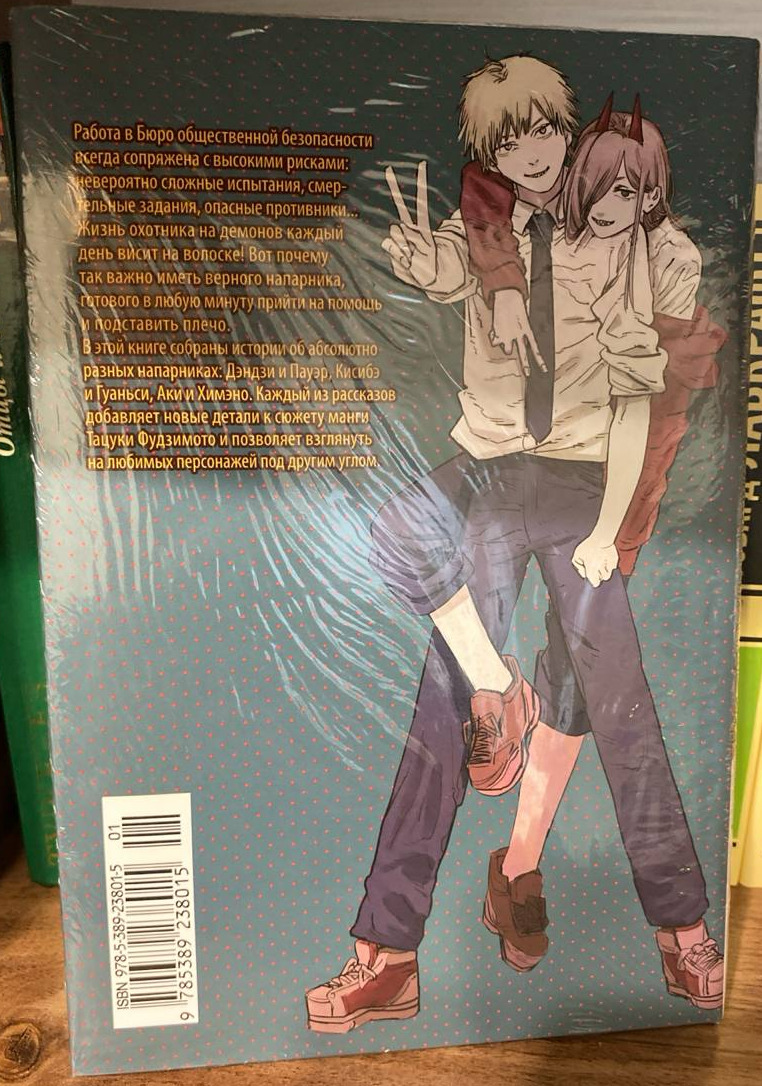 Работа в Бюро общественной безопасности
всегда сопряжена с высокими рисками:
невероятно сложные испытания, смер-
тельные задания, опасные противники...
Жизнь охотника на демонов каждый
день висит на волоске! Вот почему
так важно иметь верного напарника,
готового в любую минуту прийти на помощь
и подставить плечо.
В этой книге собраны истории об абсолютно
разных напарниках: Дэндзи и Пауэр, Кисибэ
и Гуаньси, Аки и Химэно. Каждый из рассказов
добавляет новые детали к сюжету манги
Тацуки Фудзимото и позволяет взглянуть
на любимых персонажей под другим углом.
ISBN 978-5-389-23801-5
01
9 785389 238015